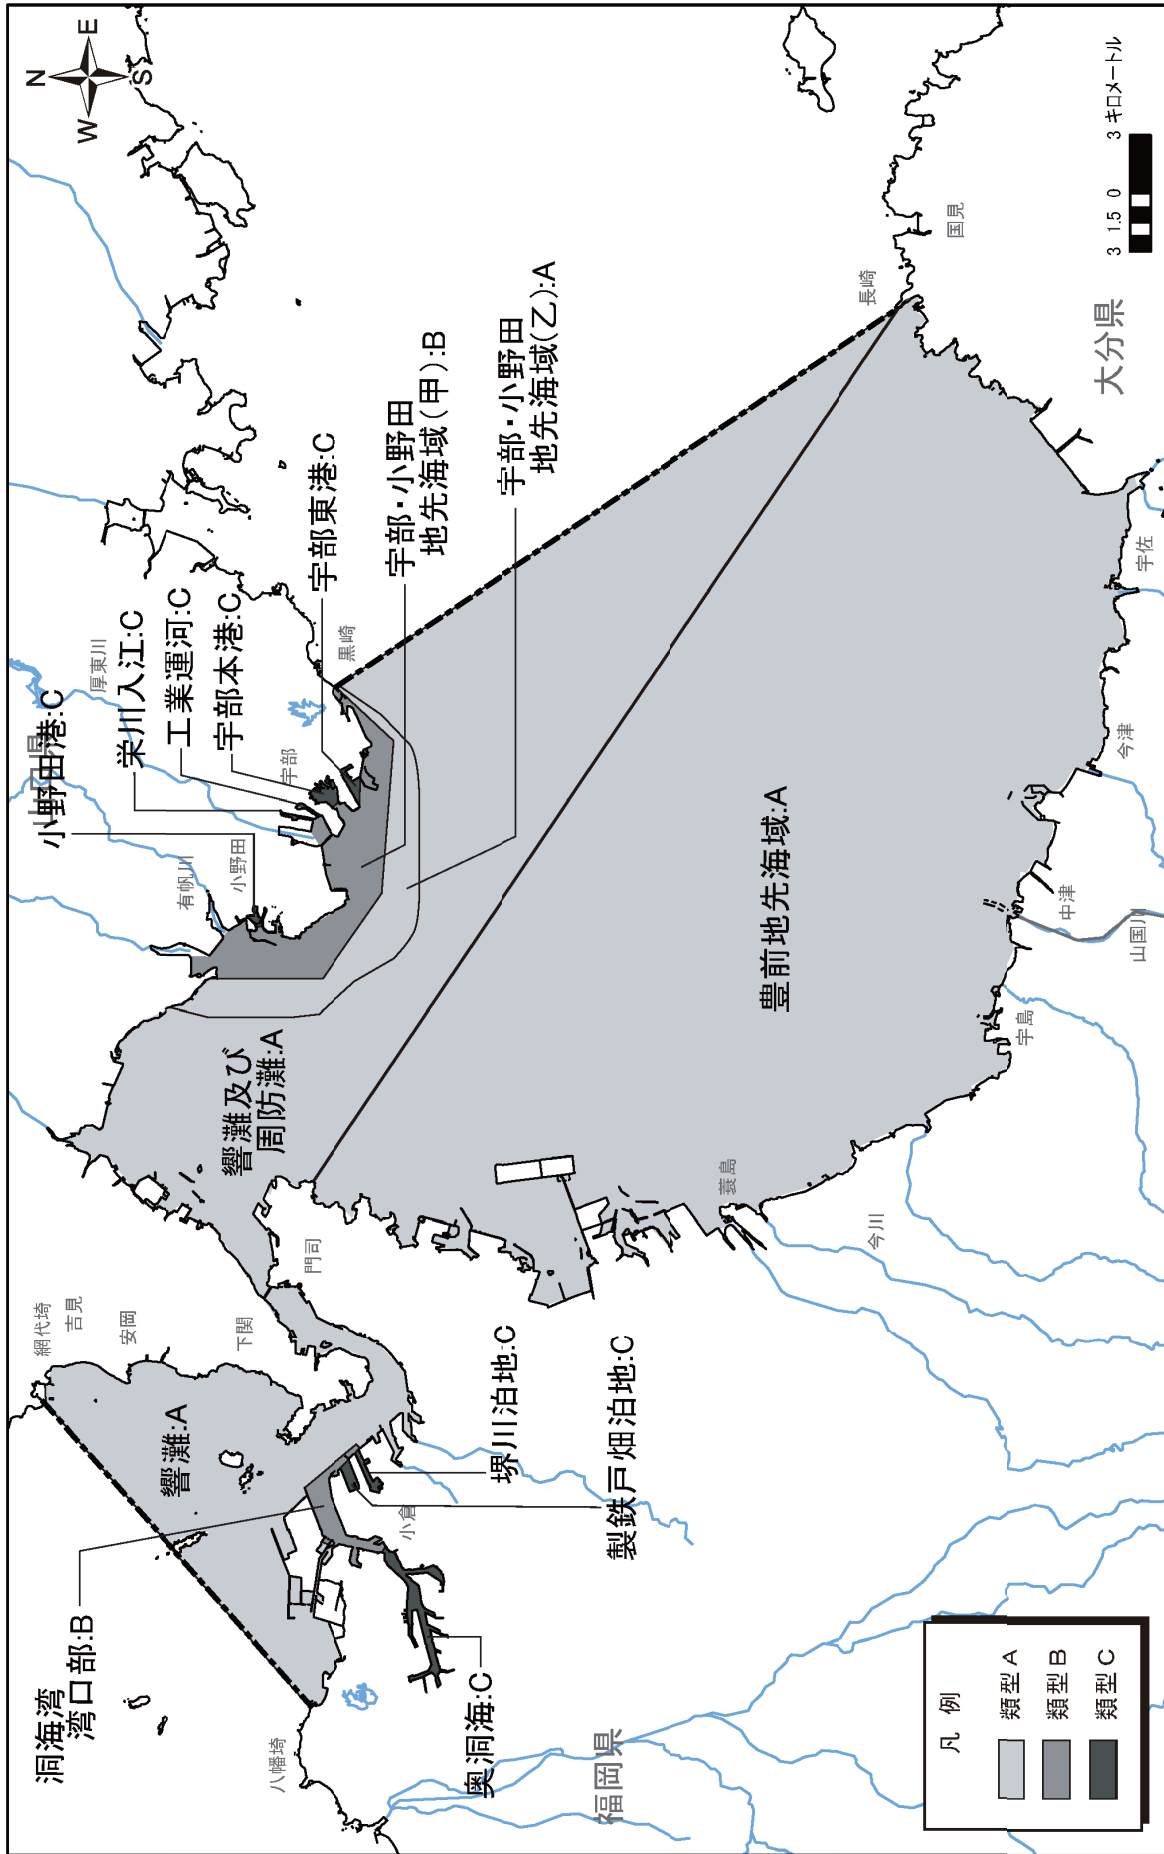 N
E
S
W
山口県
小野田港:C
栄川入江:C
工業運河:C
宇部本港:C
宇部東港:C
宇部・小野田
地先海域(甲):B
宇部・小野田
地先海域(乙):A
厚東川
有帆川
小野田
宇部
黒崎
響灘及び
周防灘:A
豊前地先海域:A
長崎
国見
大分県
3 1.5 0 3 キロメートル
宇佐
今津
中津
山国川
宇島
蓑島
今川
門司
網代埼
吉見
安岡
下関
響灘:A
堺川泊地:C
製鉄戸畑泊地:C
小倉
洞海湾
湾口部:B
奥洞海:C
八幡埼
福岡県
凡 例
類型 A
類型 B
類型 C